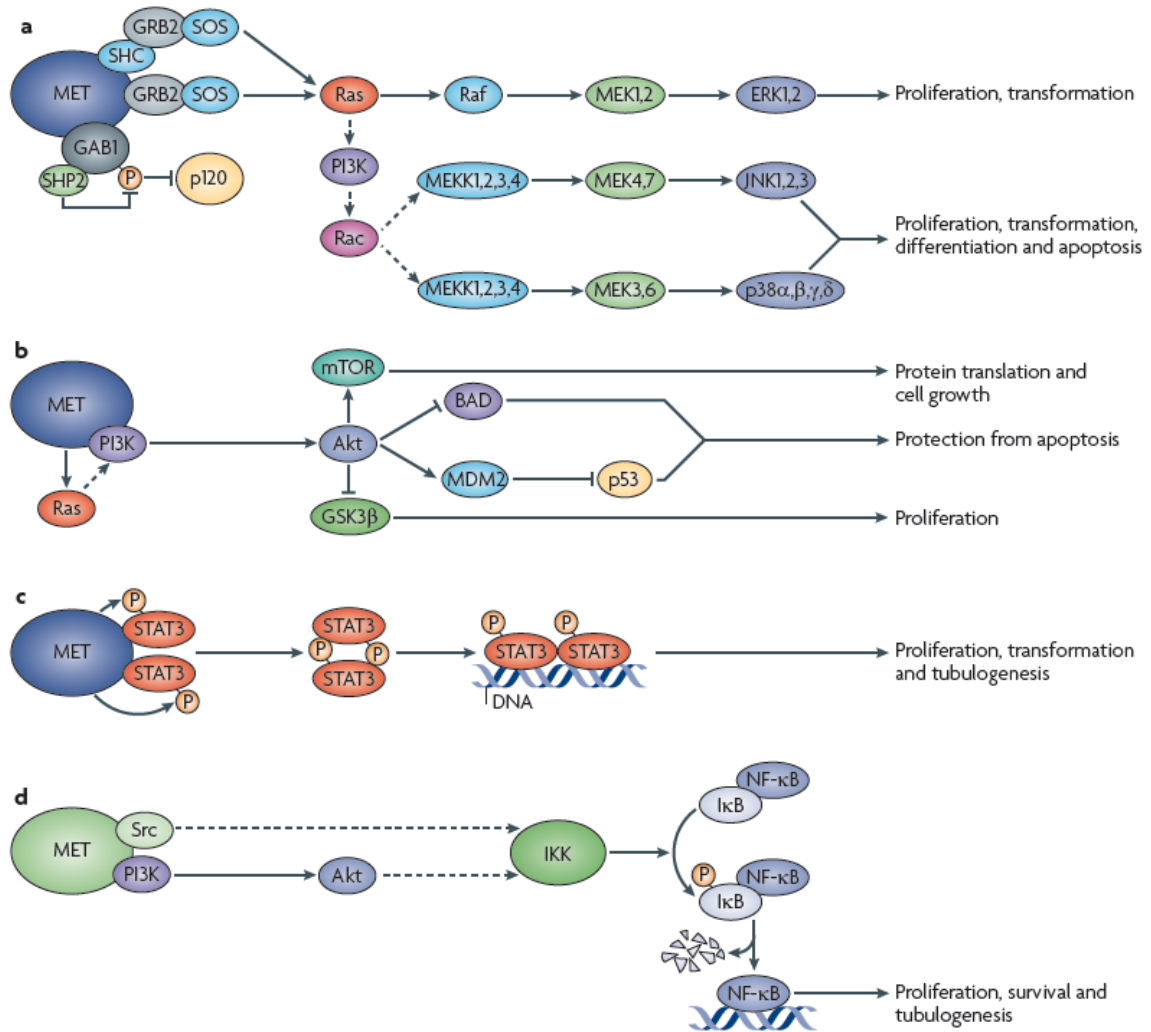 a
GRB2 SOS
SHC
MET
GRB2 SOS
Ras
Raf
MEK1,2
ERK1,2
Proliferation, transformation
GAB1
SHP2
P
p120
PI3K
MEKK1,2,3,4
MEK4,7
JNK1,2,3
Rac
Proliferation, transformation,
differentiation and apoptosis
MEKK1,2,3,4
MEK3,6
p38α,β,γ,δ
b
mTOR
Protein translation and
cell growth
MET
BAD
PI3K
Akt
Protection from apoptosis
Ras
MDM2
p53
GSK3β
Proliferation
c
P
STAT3
MET
STAT3
P
STAT3
P
P
STAT3
P
P
STAT3
STAT3
DNA
Proliferation, transformation
and tubulogenesis
d
NF-κB
IκB
Src
MET
IKK
PI3K
Akt
P
NF-κB
IκB
NF-κB
Proliferation, survival and
tubulogenesis